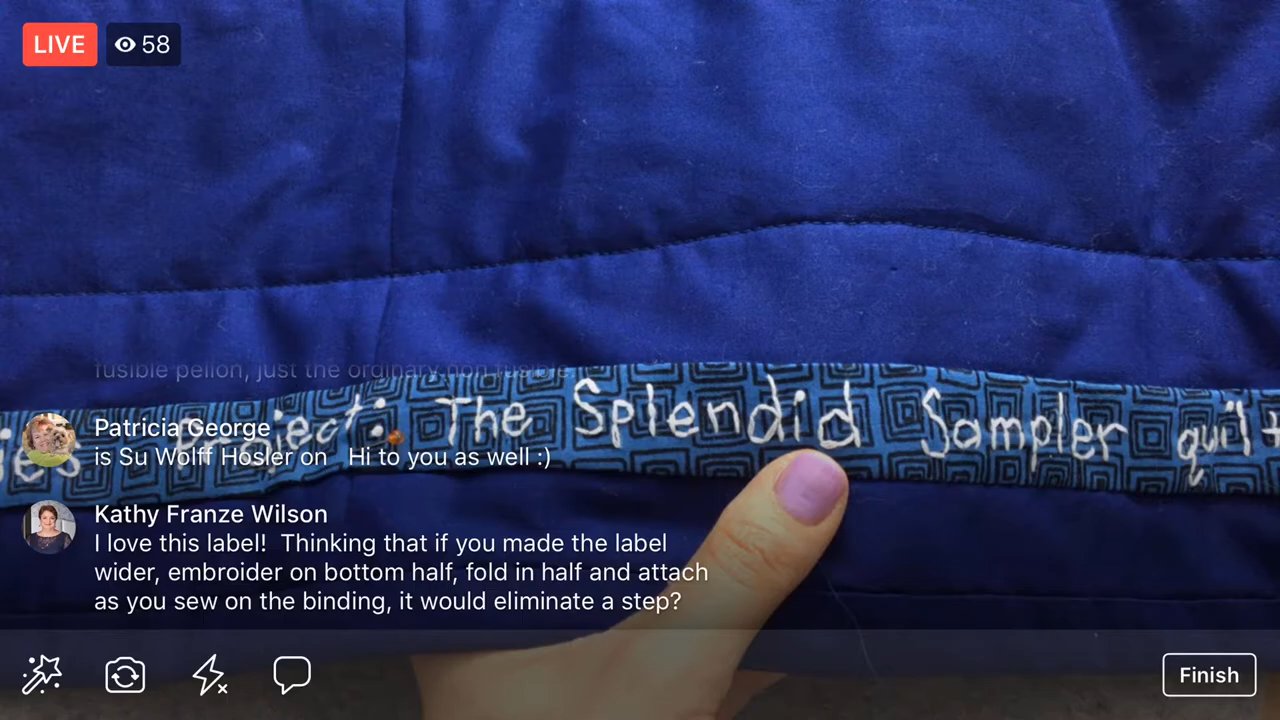 LIVE 58
fusible pellon, just the ordinary non fusible.
ies Project: The Splendid Sampler quilt
Patricia George
is Su Wolff Hosler on Hi to you as well :)
Kathy Franze Wilson
I love this label! Thinking that if you made the label
wider, embroider on bottom half, fold in half and attach
as you sew on the binding, it would eliminate a step?
Finish